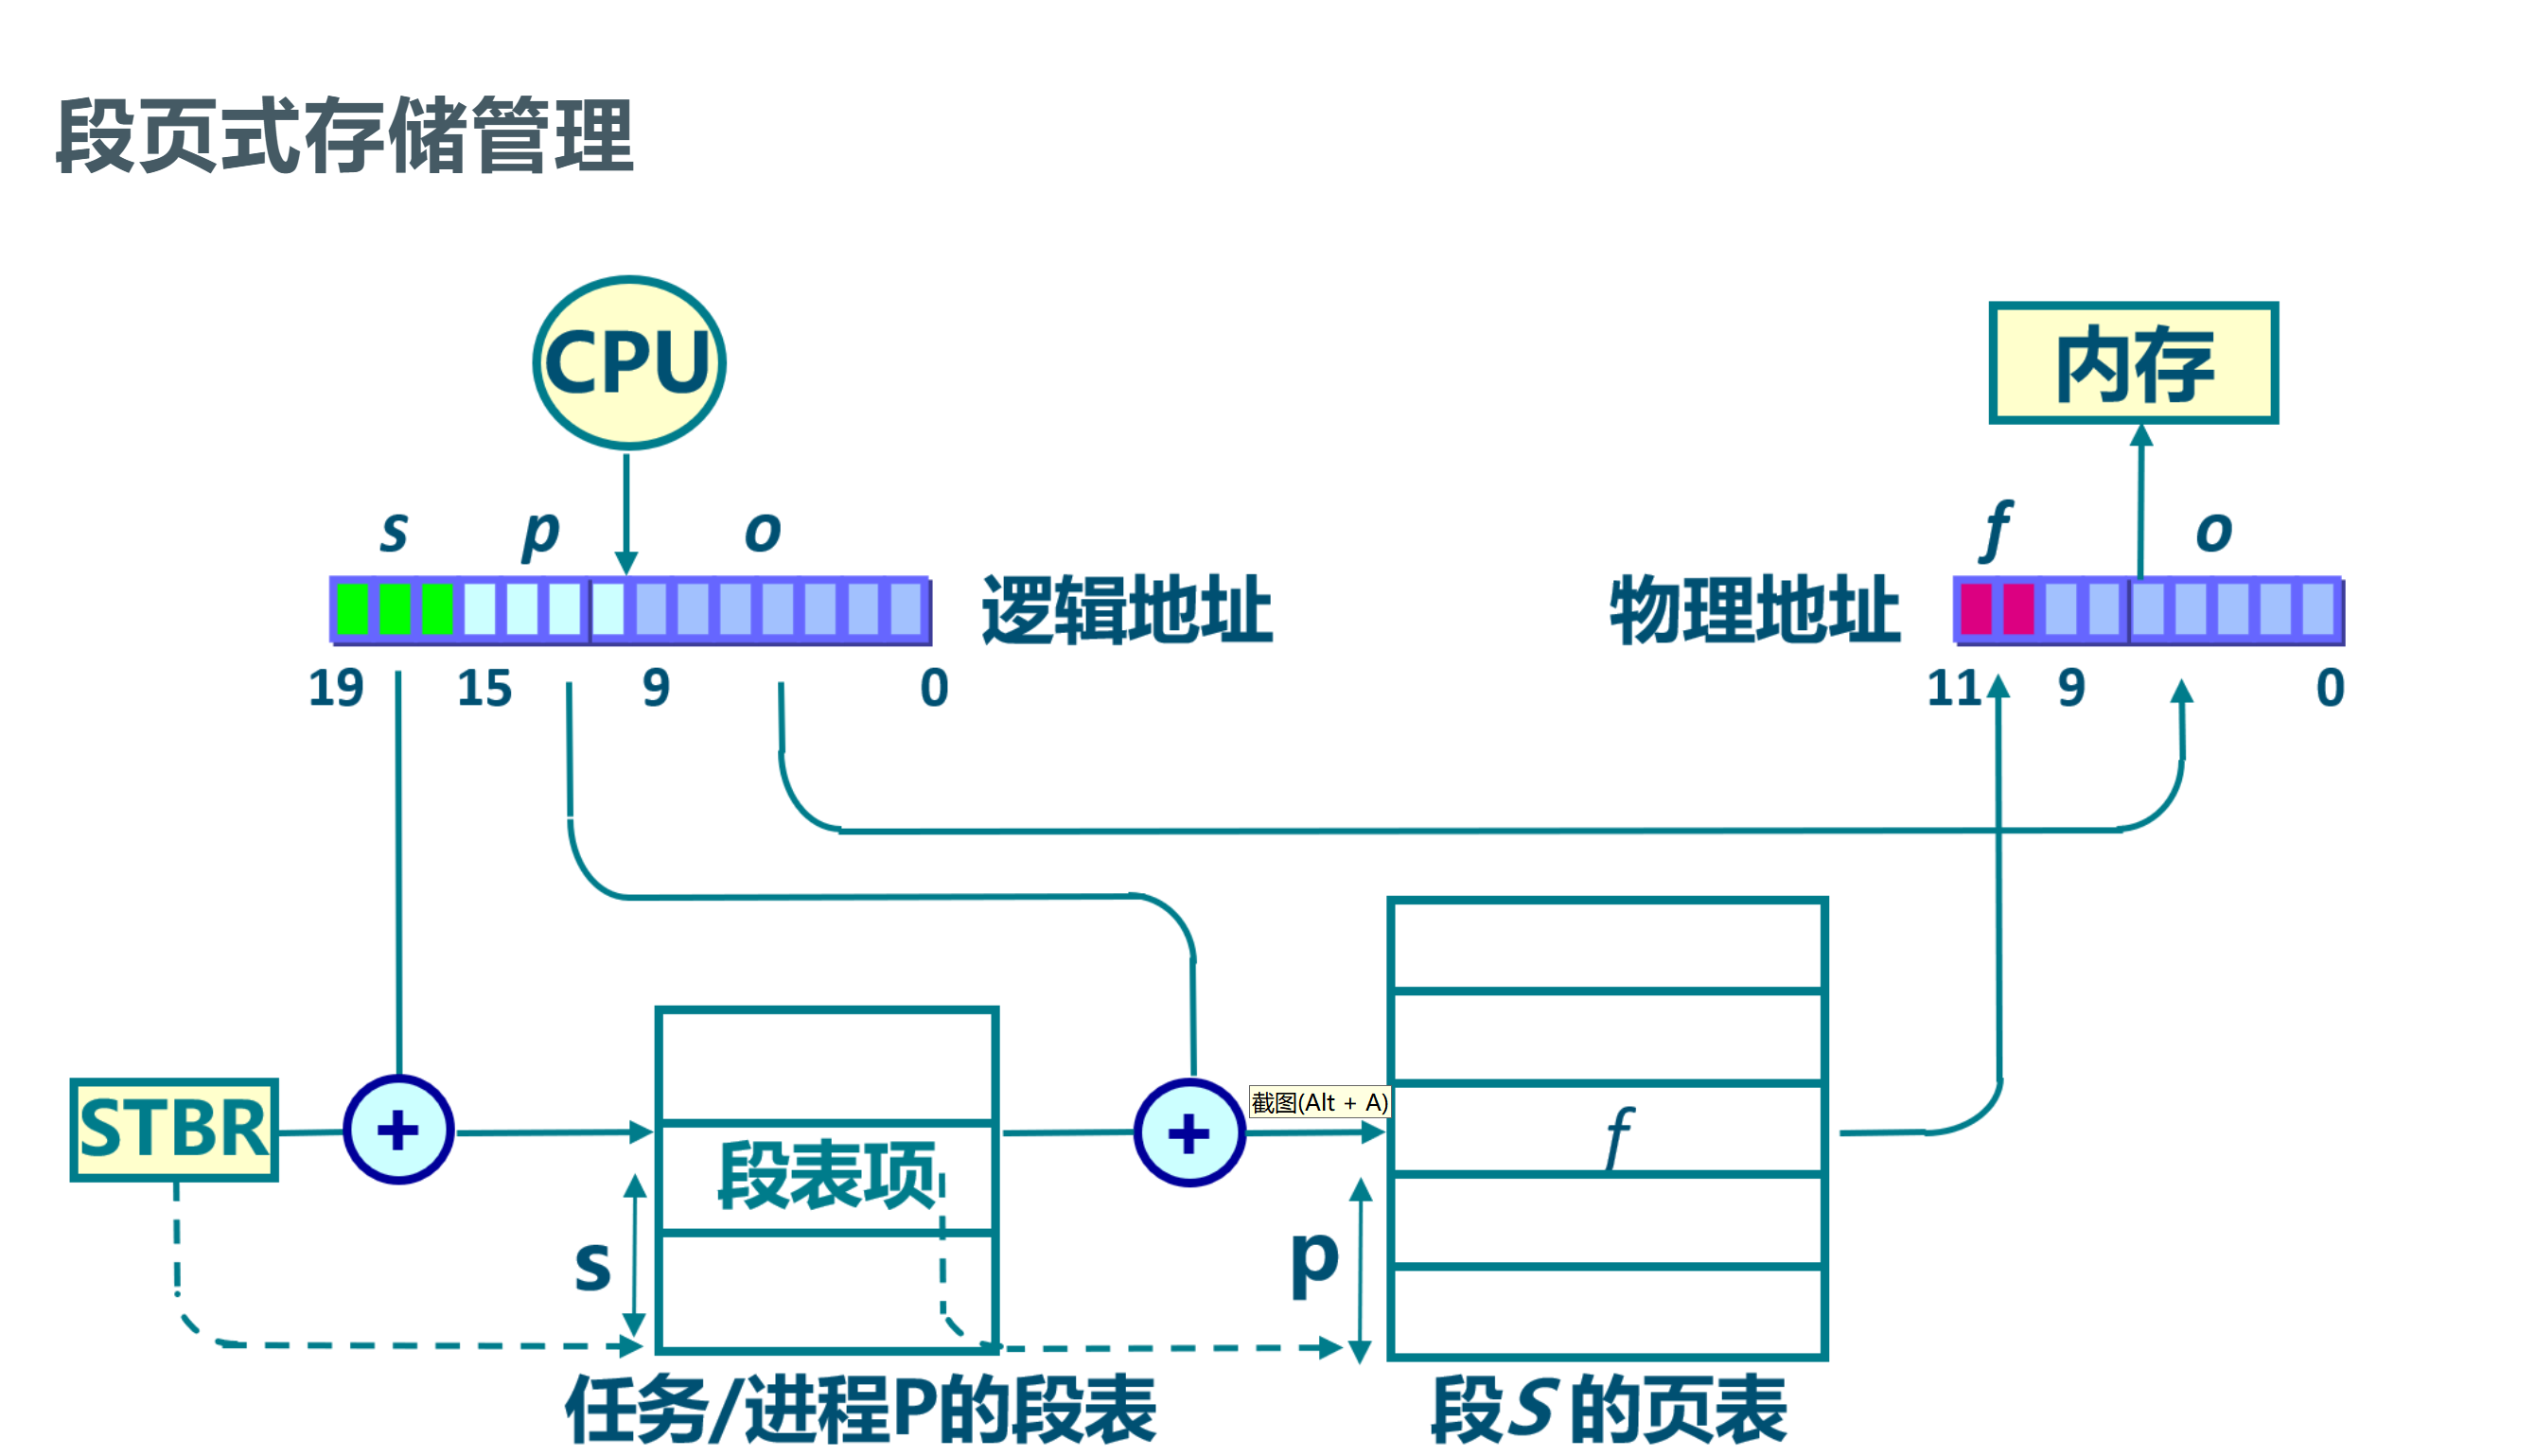 段页式存储管理
CPU
内存
s p o
f o
逻辑地址
物理地址
19 15 9 0
11 9 0
STBR
+
段表项
s
+
截图(Alt + A)
f
p
任务/进程P的段表
段S的页表